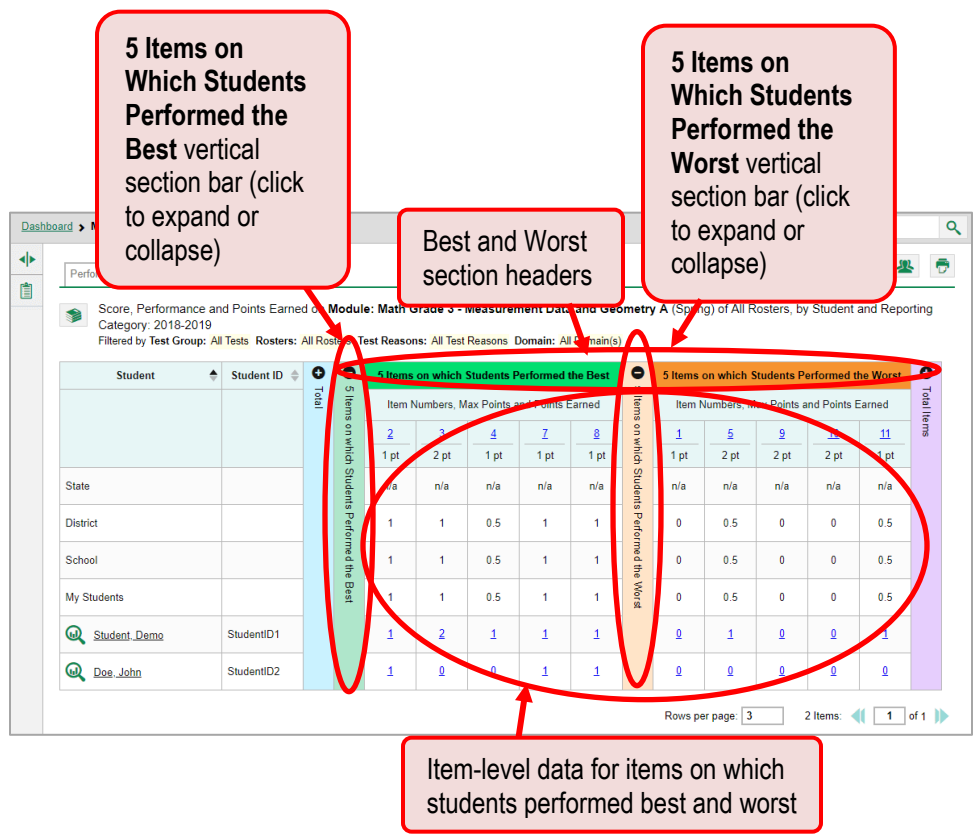 5 Items on
Which Students
Performed the
Best vertical
section bar (click
to expand or
collapse)
5 Items on
Which Students
Performed the
Worst vertical
section bar (click
to expand or
collapse)
Best and Worst
section headers
Dashboard > M
Perfor
Score, Performance and Points Earned on Module: Math Grade 3 - Measurement Data and Geometry A (Spring) of All Rosters, by Student and Reporting
Category: 2018-2019
Filtered by Test Group: All Tests Rosters: All Rosters Test Reasons: All Test Reasons Domain: All Domain(s)
Student Student ID Total 5 Items on which Students Performed the Best 5 Items on which Students Performed the Best 5 Items on which Students Performed the Worst 5 Items on which Students Performed the Worst Total Items
Item Numbers, Max Points and Points Earned Item Numbers, Max Points and Points Earned
2 3 4 7 8 1 5 9 10 11
1 pt 2 pt 1 pt 1 pt 1 pt 1 pt 2 pt 2 pt 2 pt 1 pt
State n/a n/a n/a n/a n/a n/a n/a n/a n/a n/a
District 1 1 0.5 1 1 0 0.5 0 0 0.5
School 1 1 0.5 1 1 0 0.5 0 0 0.5
My Students 1 1 0.5 1 1 0 0.5 0 0 0.5
Student, Demo StudentID1 1 2 1 1 1 0 1 0 0 1
Doe, John StudentID2 1 0 0 1 1 0 0 0 0 0
Rows per page: 3 2 Items: 1 of 1
Item-level data for items on which
students performed best and worst